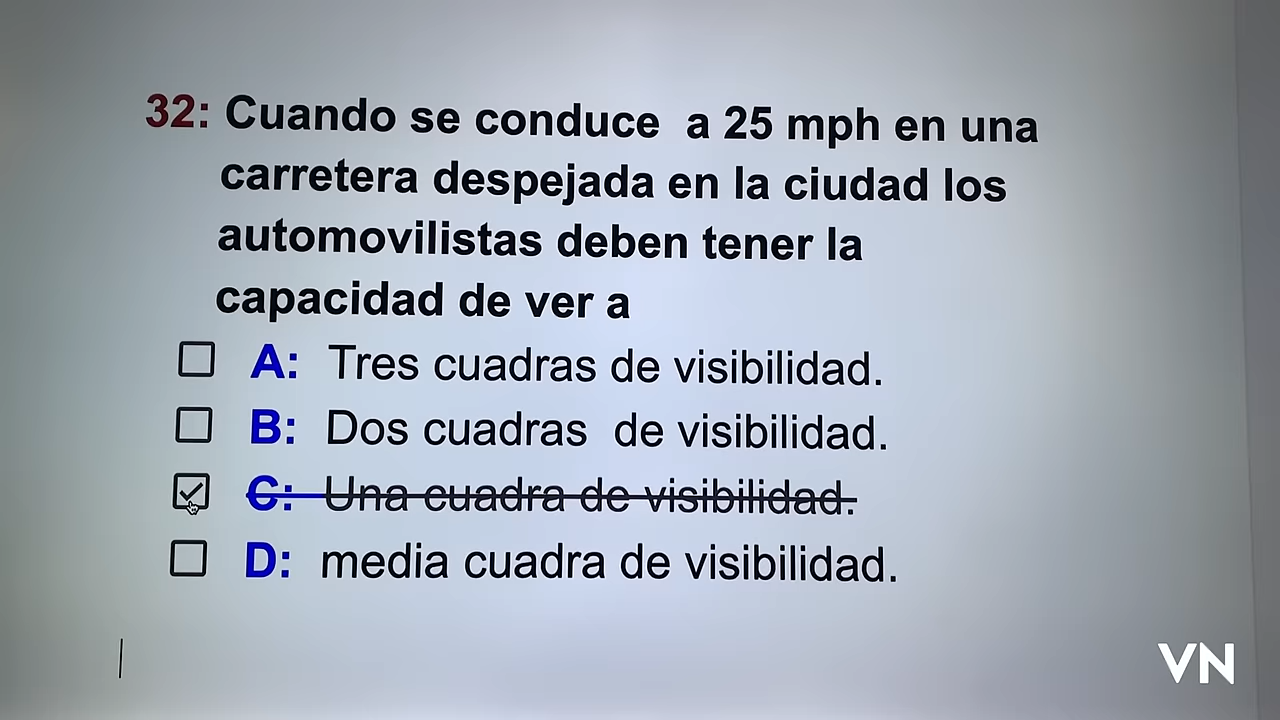 32: Cuando se conduce a 25 mph en una
carretera despejada en la ciudad los
automovilistas deben tener la
capacidad de ver a
A: Tres cuadras de visibilidad.
B: Dos cuadras de visibilidad.
C: Una cuadra de visibilidad.
D: media cuadra de visibilidad.
VN